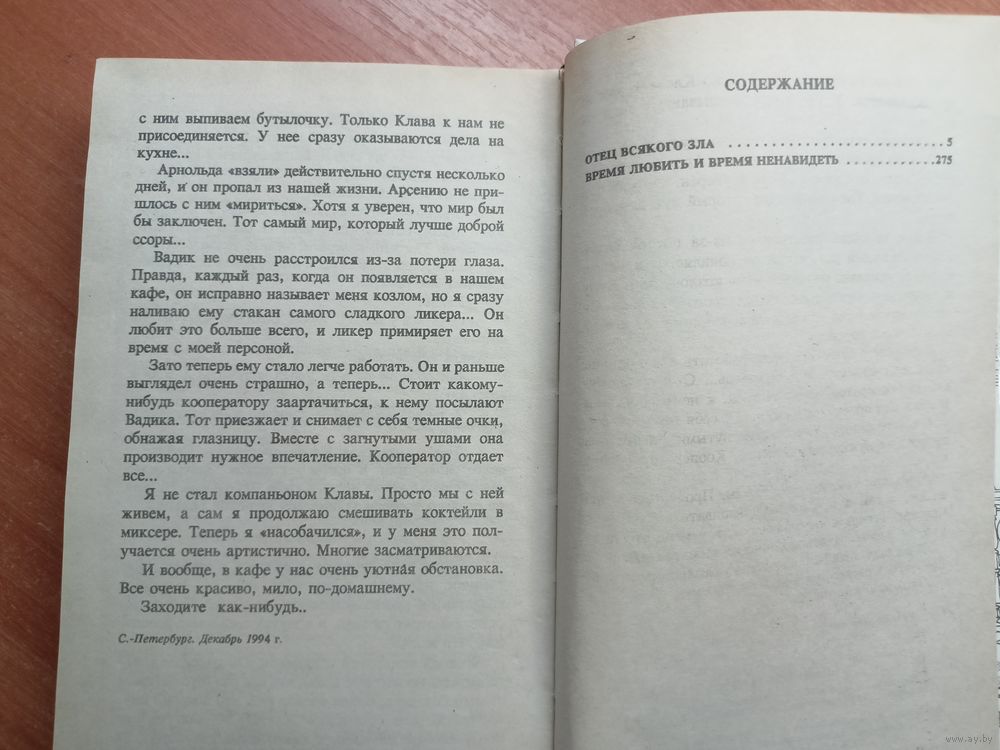 с ним выпиваем бутылочку. Только Клава к нам не
присоединяется. У нее сразу оказываются дела на
кухне...
Арнольда «взяли» действительно спустя несколько
дней, и он пропал из нашей жизни. Арсению не при-
шлось с ним «мириться». Хотя я уверен, что мир был
бы заключен. Тот самый мир, который лучше доброй
ссоры...
Вадик не очень расстроился из-за потери глаза.
Правда, каждый раз, когда он появляется в нашем
кафе, он исправно называет меня козлом, но я сразу
наливаю ему стакан самого сладкого ликера... Он
любит это больше всего, и ликер примиряет его на
время с моей персоной.
Зато теперь ему стало легче работать. Он и раньше
выглядел очень страшно, а теперь... Стоит какому-
нибудь кооператору заартачиться, к нему посылают
Вадика. Тот приезжает и снимает с себя темные очки,
обнажая глазницу. Вместе с загнутыми ушами она
производит нужное впечатление. Кооператор отдает
все...
Я не стал компаньоном Клавы. Просто мы с ней
живем, а сам я продолжаю смешивать коктейли в
миксере. Теперь я «насобачился», и у меня это пол-
учается очень артистично. Многие засматриваются.
И вообще, в кафе у нас очень уютная обстановка.
Все очень красиво, мило, по-домашнему.
Заходите как-нибудь..
С.-Петербург. Декабрь 1994 г.
СОДЕРЖАНИЕ
ОТЕЦ ВСЯКОГО ЗЛА . . . . . . . . . . . . . . . . . . . . . . . . . . . 5
ВРЕМЯ ЛЮБИТЬ И ВРЕМЯ НЕНАВИДЕТЬ . . . . . . . . . . . 275
www.ay.by